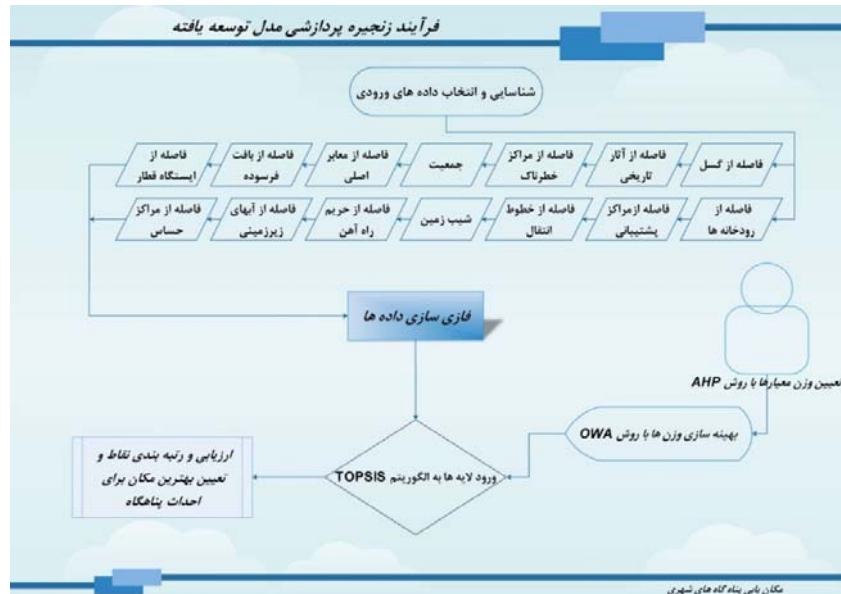 فرآیند زنجیره پردازشی مدل توسعه یافته
شناسایی و انتخاب داده های ورودی
فاصله از گسل
فاصله از آثار
تاریخی
فاصله از مراکز
خطرناک
جمعیت
فاصله از معابر
اصلی
فاصله از بافت
فرسوده
فاصله از
ایستگاه قطار
فاصله از
رودخانه ها
فاصله ازمراکز
پشتیبانی
فاصله از خطوط
انتقال
شیب زمین
فاصله از حریم
راه آهن
فاصله از آبهای
زیرزمینی
فاصله از مراکز
حساس
فازی سازی داده ها
تعیین وزن معیارها با روش AHP
بهینه سازی وزن ها با روش OWA
ورود لایه ها به الگوریتم TOPSIS
ارزیابی و رتبه بندی نقاط و
تعیین بهترین مکان برای
احداث پناهگاه
مکان یابی پناه گاه های شهری